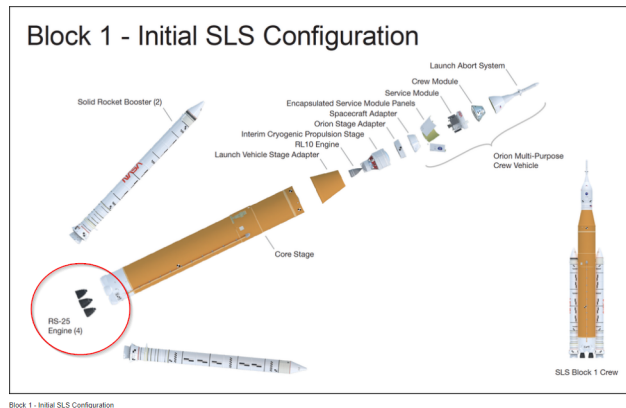 Block 1 - Initial SLS Configuration
Launch Abort System
Crew Module
Service Module
Encapsulated Service Module Panels
Spacecraft Adapter
Orion Stage Adapter
Interim Cryogenic Propulsion Stage
RL10 Engine
Launch Vehicle Stage Adapter
Solid Rocket Booster (2)
Orion Multi-Purpose
Crew Vehicle
Core Stage
RS-25
Engine (4)
SLS Block 1 Crew
Block 1 - Initial SLS Configuration